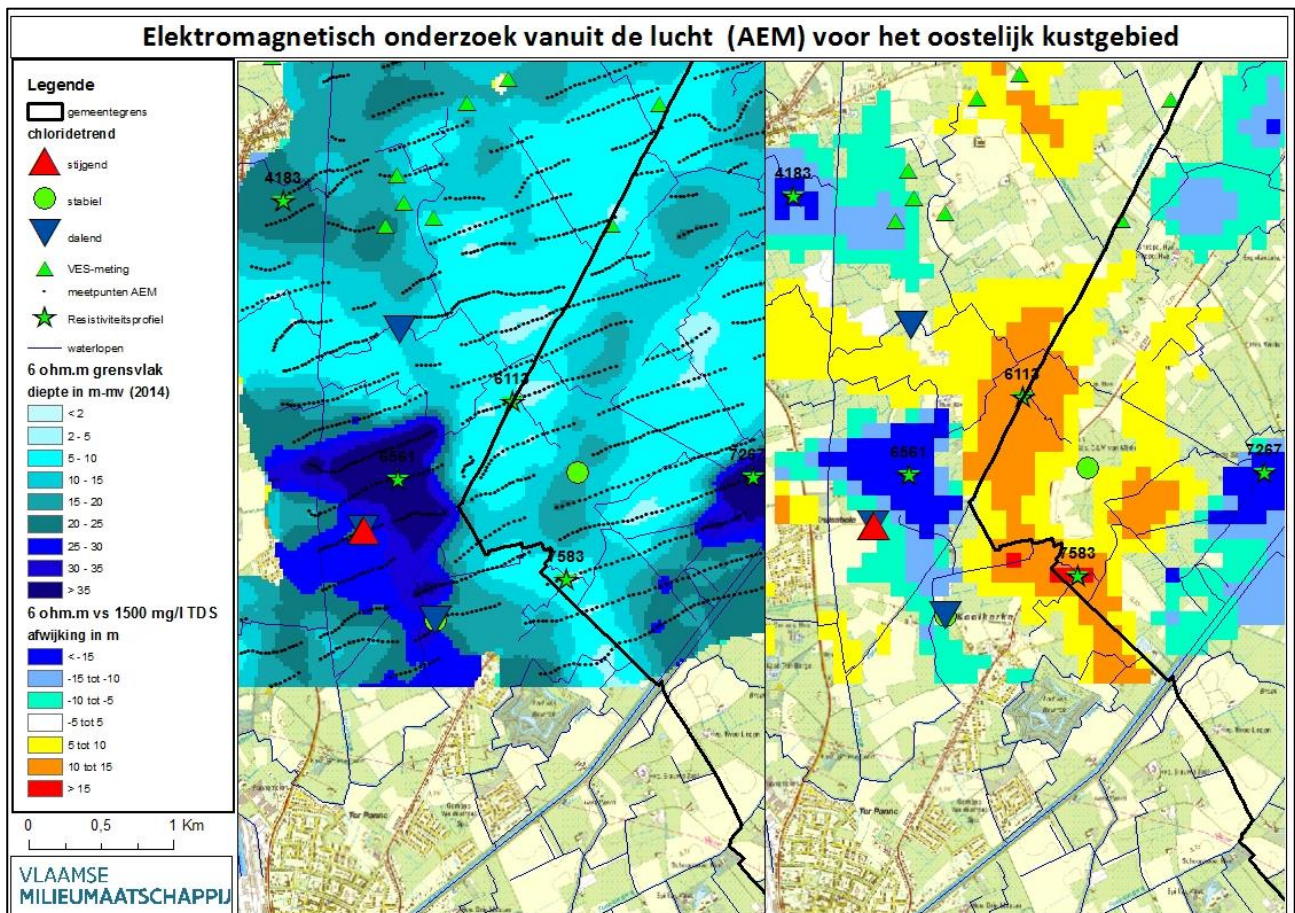 Elektromagnetisch onderzoek vanuit de lucht (AEM) voor het oostelijk kustgebied
Legende
gemeentegrens
chloridetrend
stijgend
stabiel
dalend
VES-meting
meetpunten AEM
Resistiviteitsprofiel
waterlopen
6 ohm.m grensvlak
diepte in m-mv (2014)
< 2
2 - 5
5 - 10
10 - 15
15 - 20
20 - 25
25 - 30
30 - 35
> 35
6 ohm.m vs 1500 mg/l TDS
afwijking in m
< -15
-15 tot -10
-10 tot -5
-5 tot 5
5 tot 10
10 tot 15
> 15
0 0,5 1 Km
VLAAMSE
MILIEUMAATSCHAPPIJ
4183
6113
6561
7267
7583
Ter Panne
4183
6113
6561
7267
7583
Koolkerke
Ter Panne